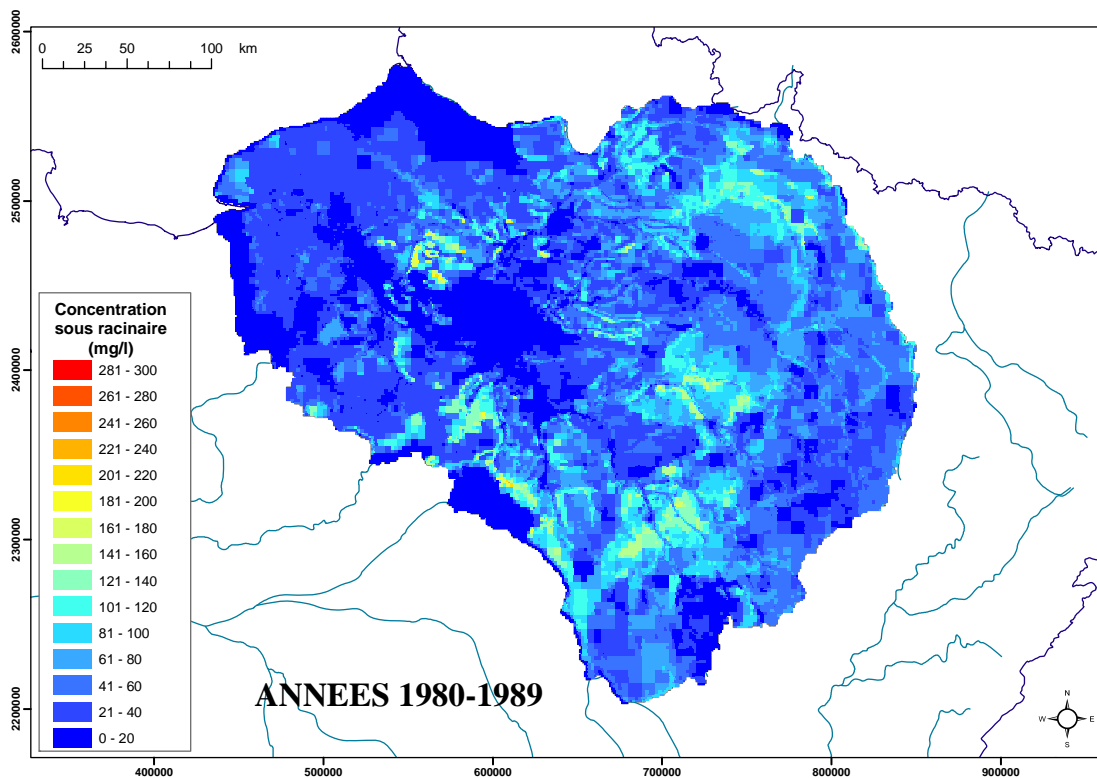 0 25 50 100 km
2600000
2500000
2400000
2300000
2200000
Concentration
sous racinaire
(mg/l)
281 - 300
261 - 280
241 - 260
221 - 240
201 - 220
181 - 200
161 - 180
141 - 160
121 - 140
101 - 120
81 - 100
61 - 80
41 - 60
21 - 40
0 - 20
ANNEES 1980-1989
N
W E
S
400000 500000 600000 700000 800000 900000